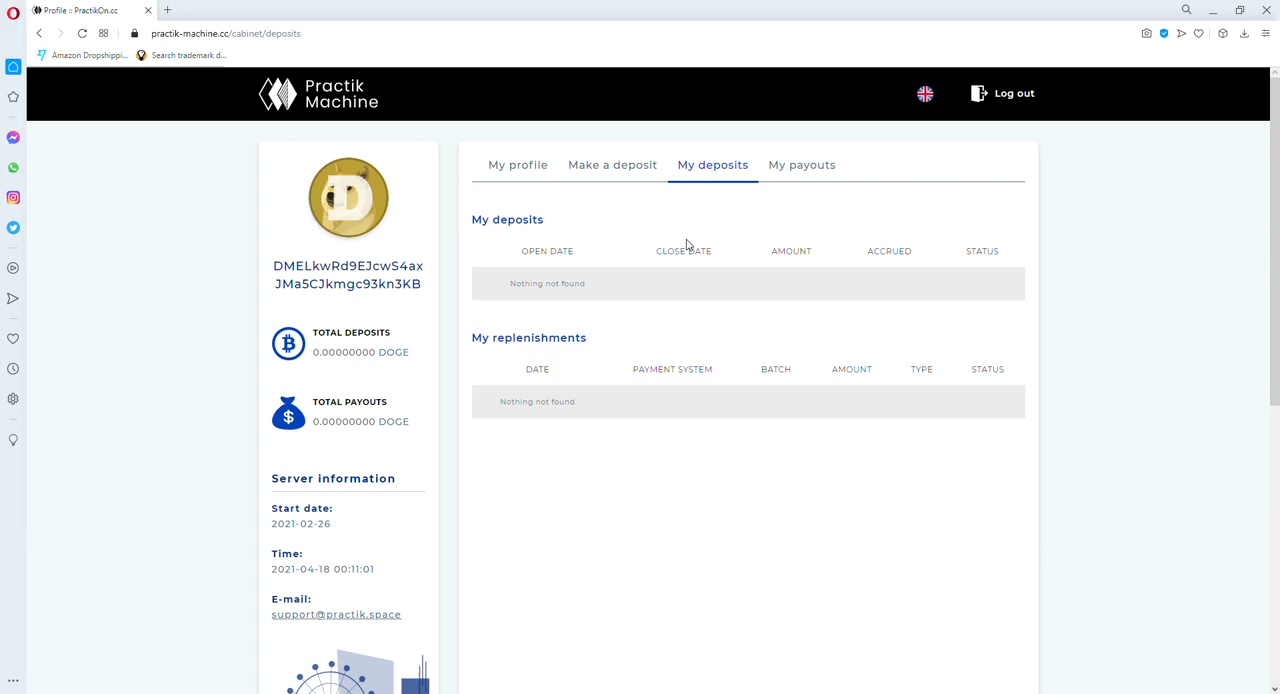 Profile :: PractikOn.cc
practik-machine.cc/cabinet/deposits
Amazon Dropshippi...
Search trademark d...
Practik
Machine
Log out
DMELkwRd9EJcwS4ax
JMa5CJkmgc93kn3KB
TOTAL DEPOSITS
0.00000000 DOGE
TOTAL PAYOUTS
0.00000000 DOGE
Server information
Start date:
2021-02-26
Time:
2021-04-18 00:11:01
E-mail:
support@practik.space
My profile Make a deposit My deposits My payouts
My deposits
OPEN DATE CLOSE DATE AMOUNT ACCRUED STATUS
Nothing not found
My replenishments
DATE PAYMENT SYSTEM BATCH AMOUNT TYPE STATUS
Nothing not found